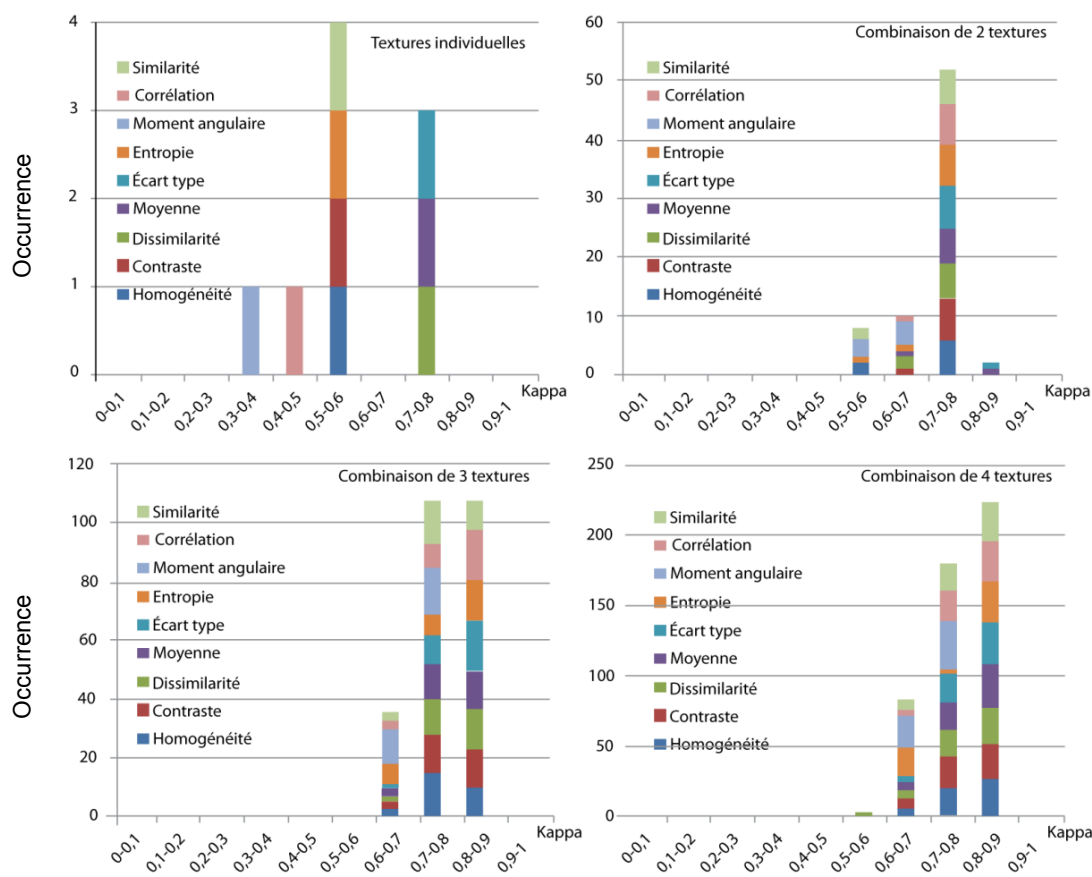 Textures individuelles
4
3
2
1
0
Occurrence
Similarité
Corrélation
Moment angulaire
Entropie
Écart type
Moyenne
Dissimilarité
Contraste
Homogénéité
Kappa
0-0,1
0,1-0,2
0,2-0,3
0,3-0,4
0,4-0,5
0,5-0,6
0,6-0,7
0,7-0,8
0,8-0,9
0,9-1
Combinaison de 2 textures
60
50
40
30
20
10
0
Similarité
Corrélation
Moment angulaire
Entropie
Écart type
Moyenne
Dissimilarité
Contraste
Homogénéité
Kappa
0-0,1
0,1-0,2
0,2-0,3
0,3-0,4
0,4-0,5
0,5-0,6
0,6-0,7
0,7-0,8
0,8-0,9
0,9-1
Combinaison de 3 textures
120
100
80
60
40
20
0
Occurrence
Similarité
Corrélation
Moment angulaire
Entropie
Écart type
Moyenne
Dissimilarité
Contraste
Homogénéité
Kappa
0-0,1
0,1-0,2
0,2-0,3
0,3-0,4
0,4-0,5
0,5-0,6
0,6-0,7
0,7-0,8
0,8-0,9
0,9-1
Combinaison de 4 textures
250
200
150
100
50
0
Similarité
Corrélation
Moment angulaire
Entropie
Écart type
Moyenne
Dissimilarité
Contraste
Homogénéité
Kappa
0-0,1
0,1-0,2
0,2-0,3
0,3-0,4
0,4-0,5
0,5-0,6
0,6-0,7
0,7-0,8
0,8-0,9
0,9-1